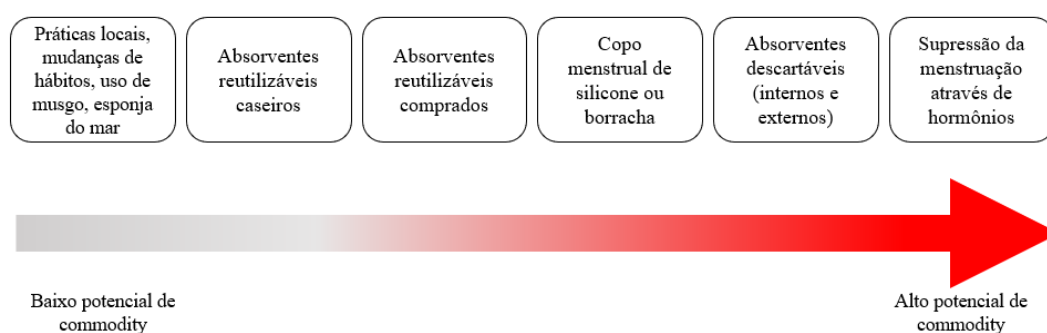 Práticas locais,
mudanças de
hábitos, uso de
musgo, esponja
do mar
Absorventes
reutilizáveis
caseiros
Absorventes
reutilizáveis
comprados
Copo
menstrual de
silicone ou
borracha
Absorventes
descartáveis
(internos e
externos)
Supressão da
menstruação
através de
hormônios
Baixo potencial de
commodity
Alto potencial de
commodity